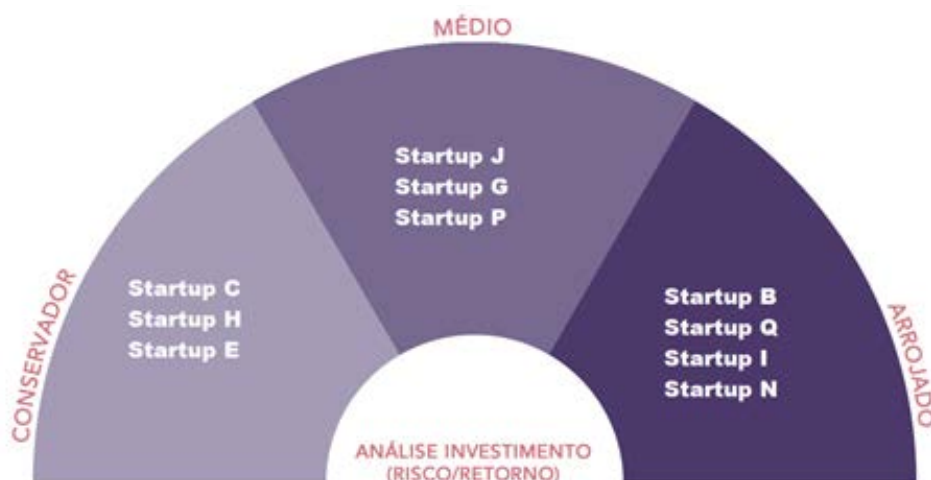 MÉDIO
Startup J
Startup G
Startup P
CONSERVADOR
Startup C
Startup H
Startup E
Startup B
Startup Q
Startup I
Startup N
ARROJADO
ANÁLISE INVESTIMENTO
(RISCO/RETORNO)